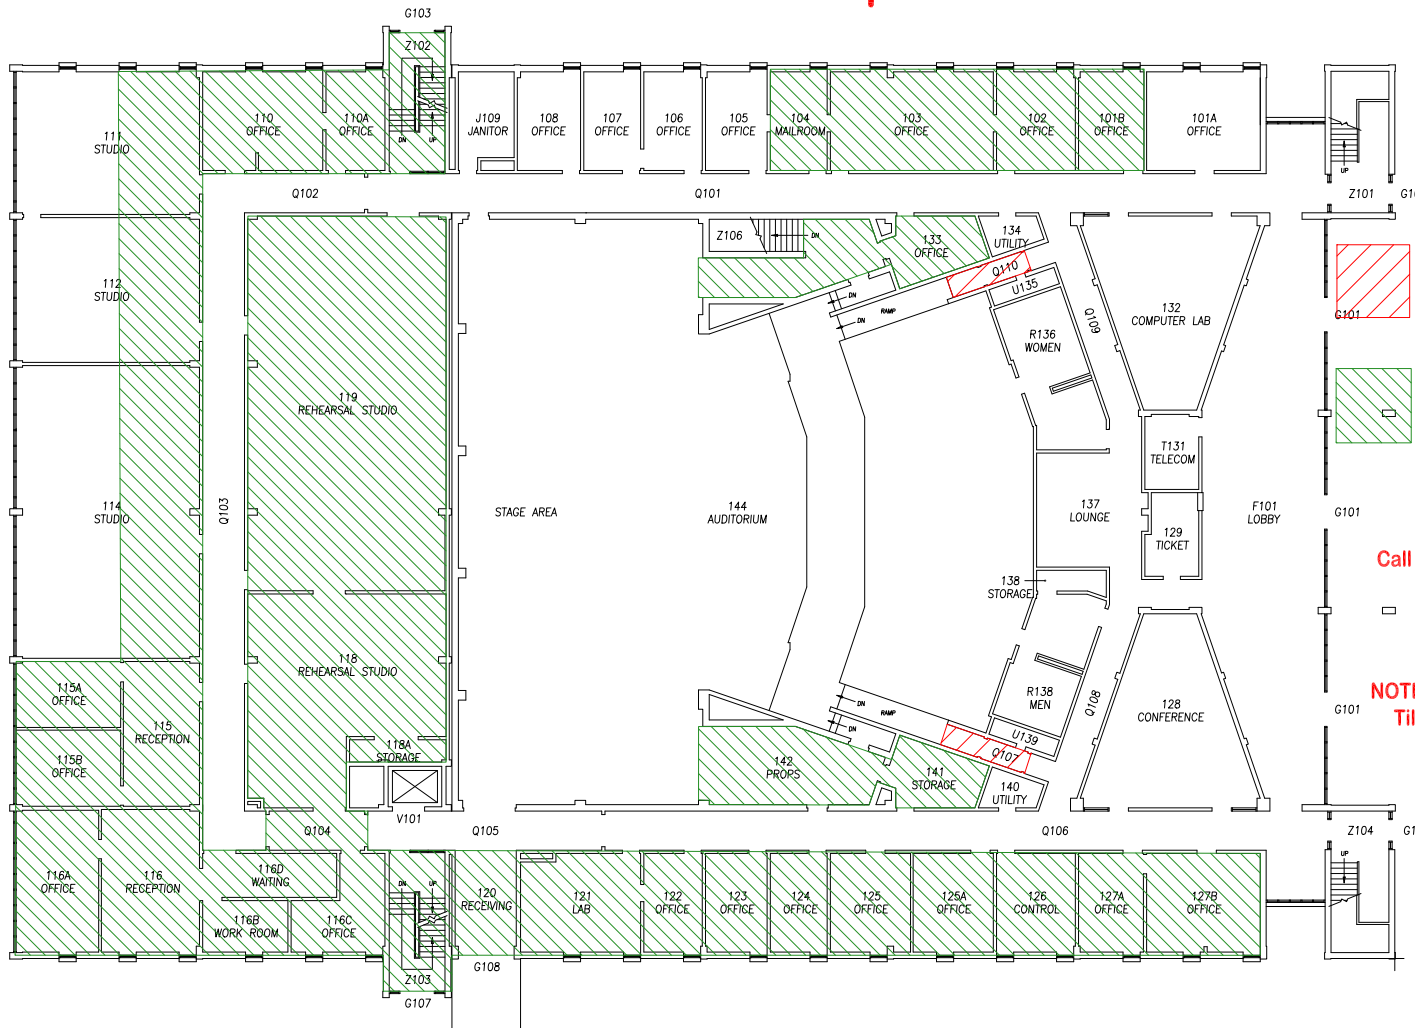 G103
Z102
111
STUDIO
110
OFFICE
110A
OFFICE
DN
UP
J109
JANITOR
108
OFFICE
107
OFFICE
106
OFFICE
105
OFFICE
104
MAILROOM
103
OFFICE
102
OFFICE
101B
OFFICE
101A
OFFICE
UP
Q102
Q101
Z101
Z106
DN
133
OFFICE
134
UTILITY
Q110
U135
DN
DN
RAMP
112
STUDIO
Q109
132
COMPUTER LAB
G101
R136
WOMEN
119
REHEARSAL STUDIO
T131
TELECOM
114
STUDIO
Q103
STAGE AREA
144
AUDITORIUM
137
LOUNGE
129
TICKET
F101
LOBBY
G101
Call
138
STORAGE
118
REHEARSAL STUDIO
115A
OFFICE
115
RECEPTION
115B
OFFICE
118A
STORAGE
R138
MEN
Q108
128
CONFERENCE
G101
DN
RAMP
DN
U139
Q107
142
PROPS
141
STORAGE
140
UTILITY
V101
Q104
Q105
Q106
Z104
116A
OFFICE
116
RECEPTION
116D
WAITING
116B
WORK ROOM
116C
OFFICE
DN
UP
120
RECEIVING
121
LAB
122
OFFICE
123
OFFICE
124
OFFICE
125
OFFICE
125A
OFFICE
126
CONTROL
127A
OFFICE
127B
OFFICE
UP
Z103
G108
G107